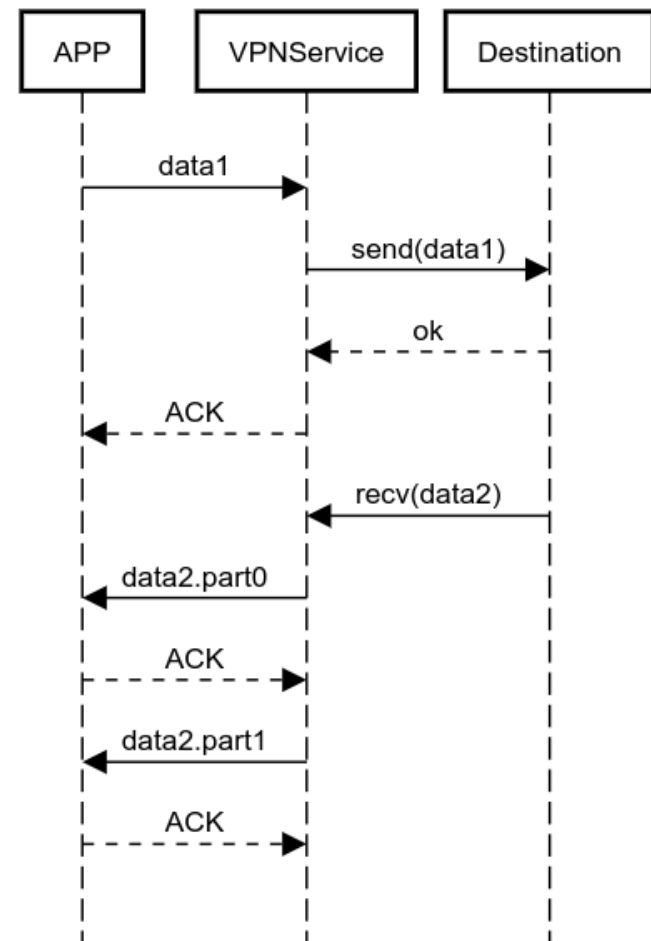 APP
VPNService
Destination
data1
send(data1)
ok
ACK
recv(data2)
data2.part0
ACK
data2.part1
ACK